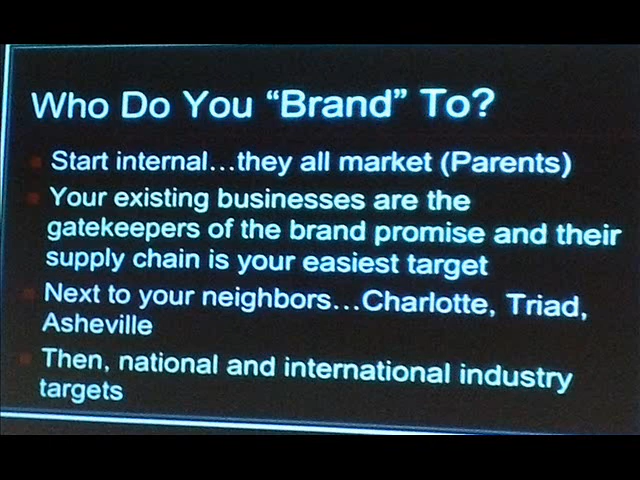 Who Do You “Brand” To?
Start internal…they all market (Parents)
Your existing businesses are the
gatekeepers of the brand promise and their
supply chain is your easiest target
Next to your neighbors…Charlotte, Triad,
Asheville
Then, national and international industry
targets